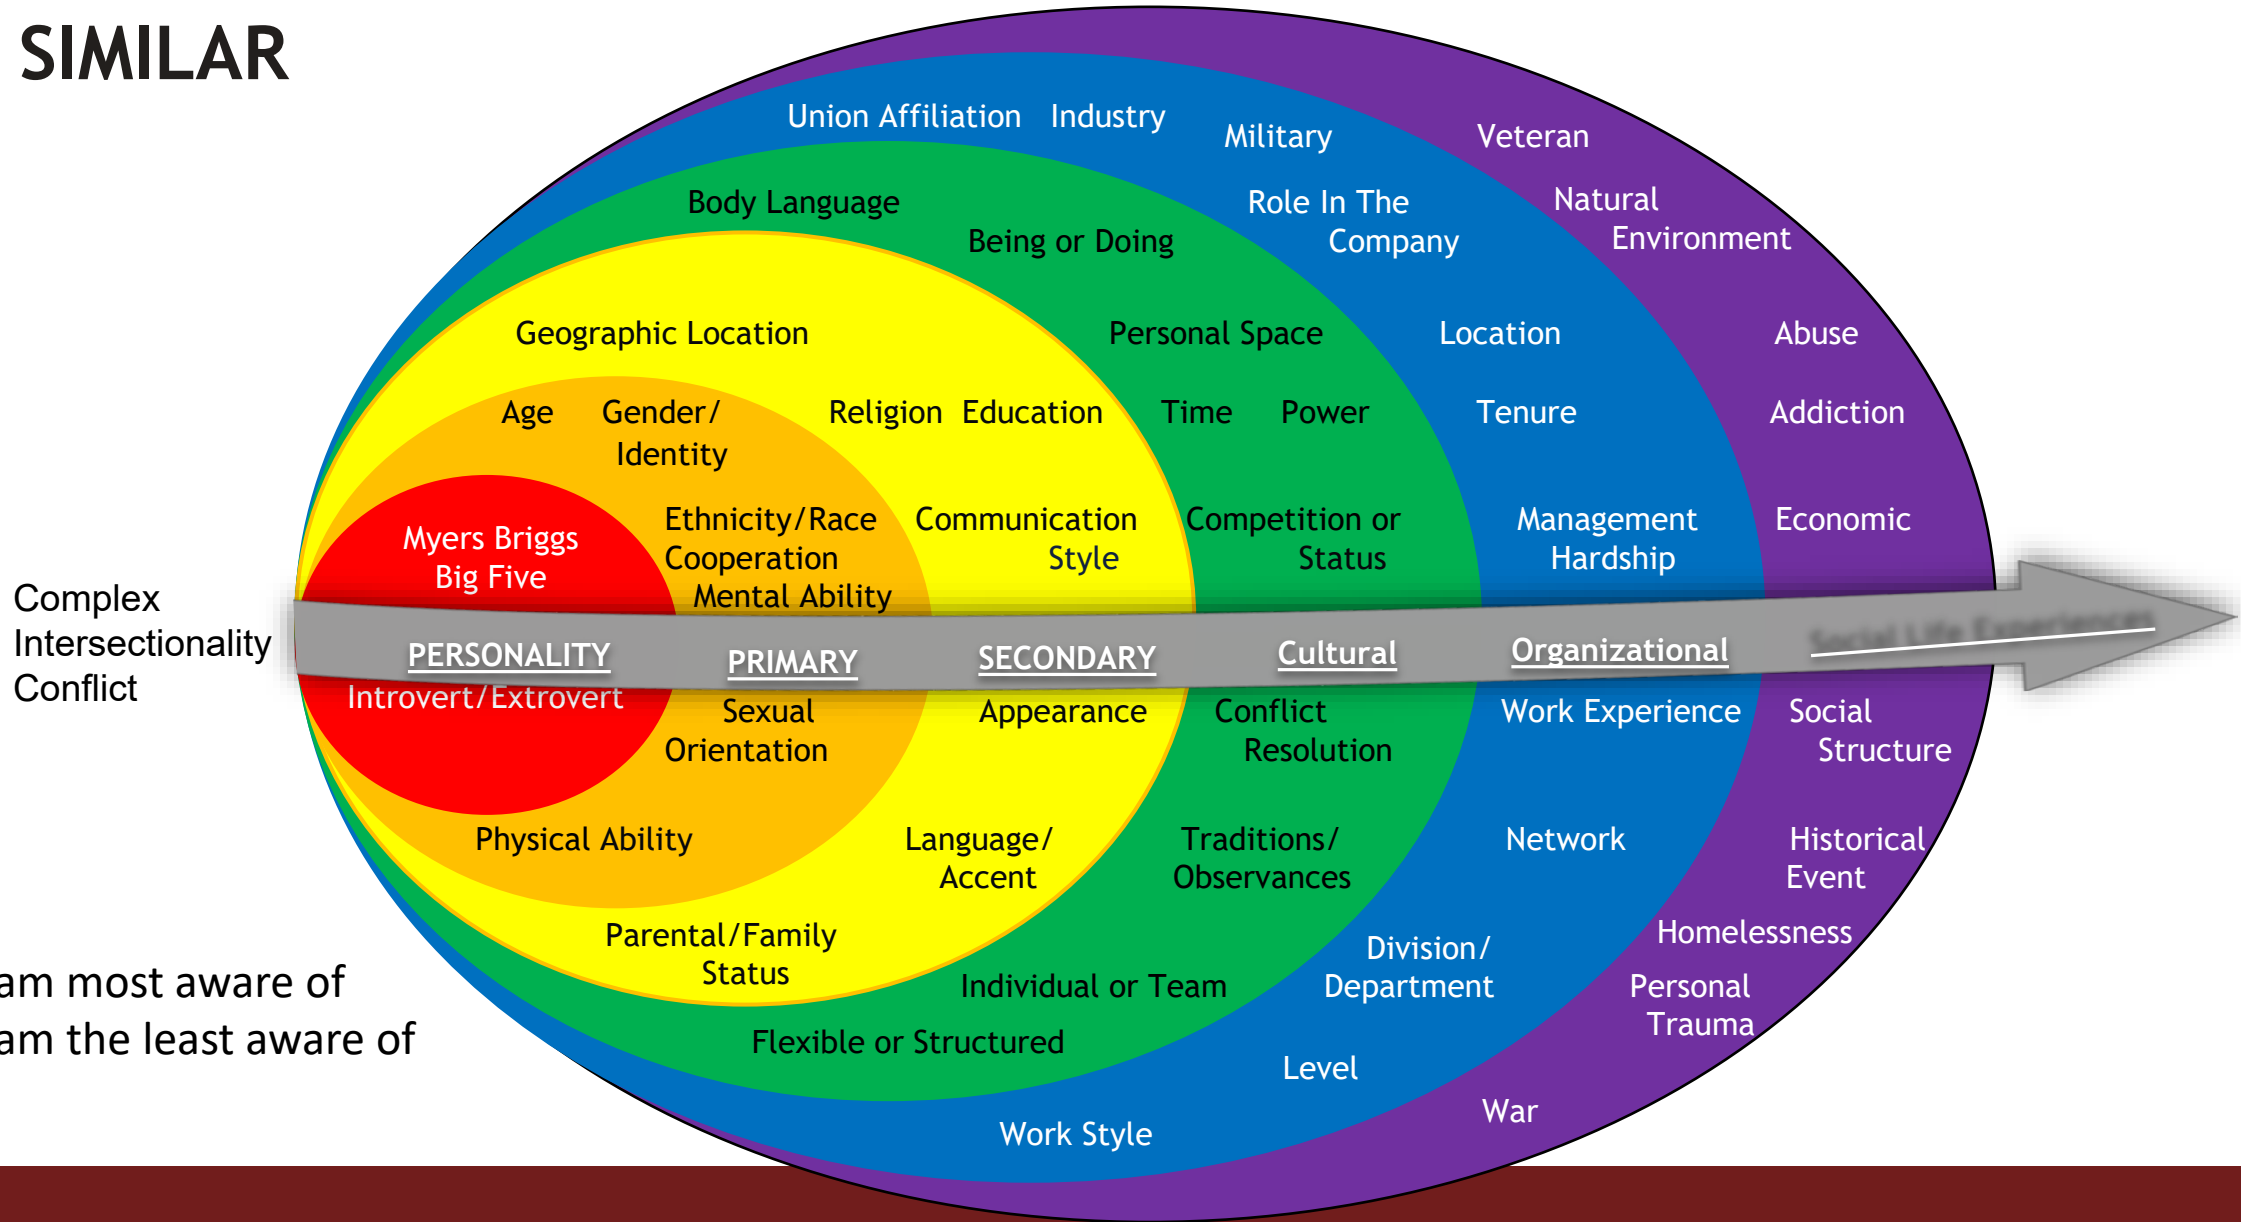 SIMILAR
Union Affiliation Industry
Military
Veteran
Body Language
Role In The
Company
Natural
Environment
Being or Doing
Geographic Location
Personal Space
Location
Abuse
Age Gender/
Identity
Religion Education
Time Power
Tenure
Addiction
Myers Briggs
Big Five
Ethnicity/Race
Cooperation
Mental Ability
Communication
Style
Competition or
Status
Management
Hardship
Economic
Complex
Intersectionality
Conflict
PERSONALITY
PRIMARY
SECONDARY
Cultural
Organizational
Social Life Experiences
Introvert/Extrovert
Sexual
Orientation
Appearance
Conflict
Resolution
Work Experience
Social
Structure
Physical Ability
Language/
Accent
Traditions/
Observances
Network
Historical
Event
Parental/Family
Status
Individual or Team
Division/
Department
Homelessness
Personal
Trauma
am most aware of
am the least aware of
Flexible or Structured
Level
Work Style
War